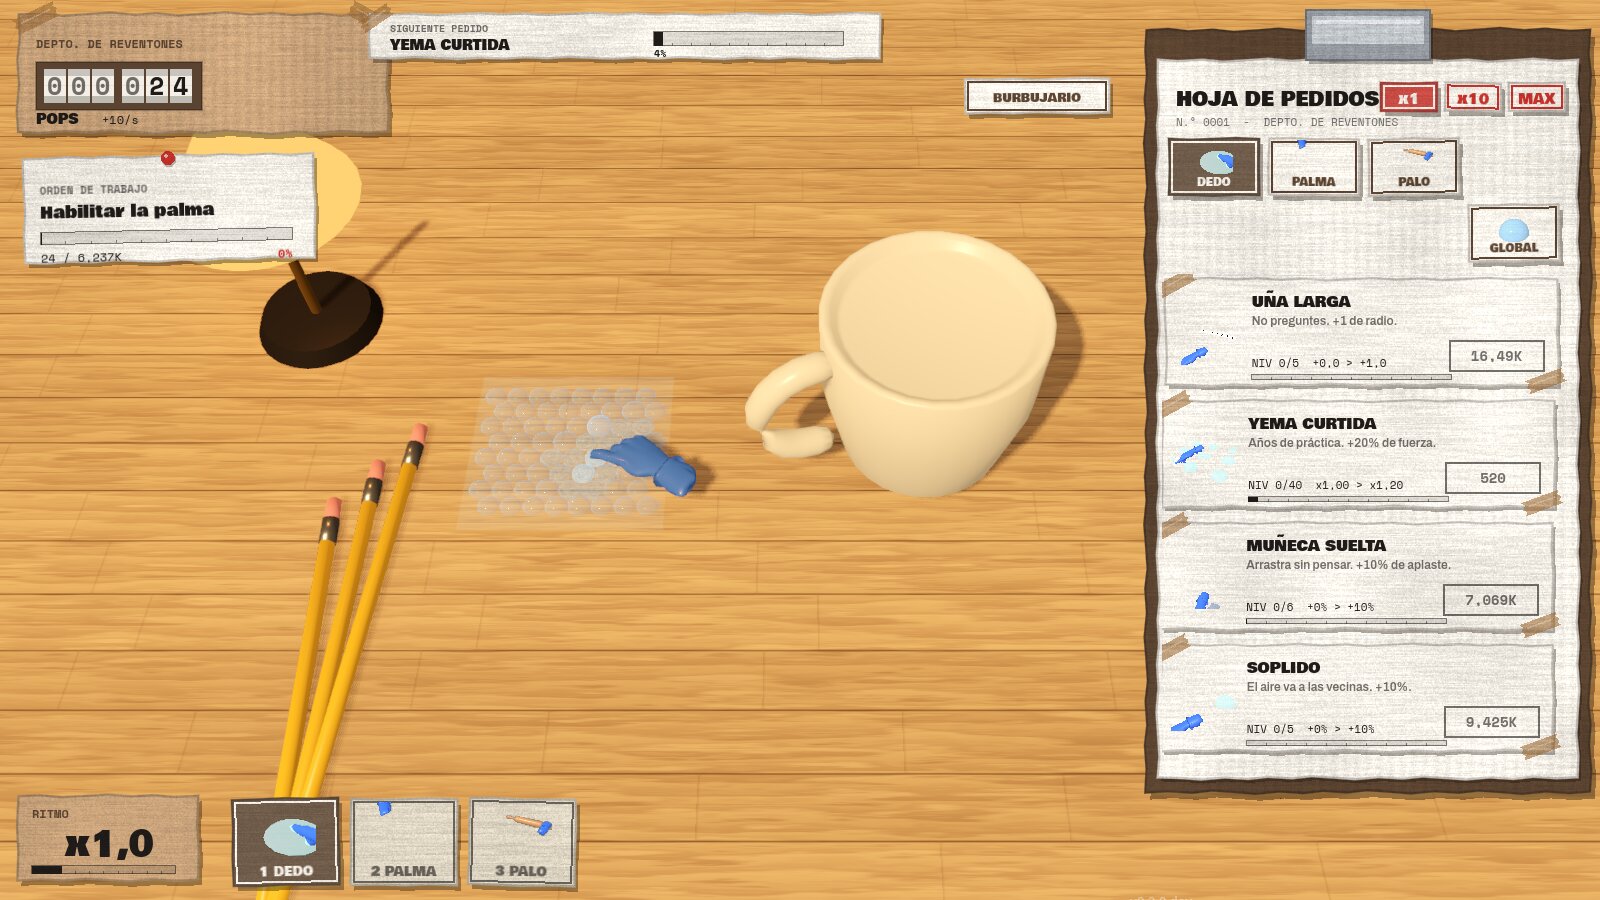 DEPTO. DE REVENTONES
000 024
POPS +10/s
SIGUIENTE PEDIDO
YEMA CURTIDA
4%
BURBUJARIO
ORDEN DE TRABAJO
Habilitar la palma
24 / 6,237K 0%
HOJA DE PEDIDOS x1 x10 MAX
N.° 0001 - DEPTO. DE REVENTONES
DEDO PALMA PALO
GLOBAL
UÑA LARGA
No preguntes. +1 de radio.
NIV 0/5 +0,0 > +1,0 16,49K
YEMA CURTIDA
Años de práctica. +20% de fuerza.
NIV 0/40 x1,00 > x1,20 520
MUÑECA SUELTA
Arrastra sin pensar. +10% de aplaste.
NIV 0/6 +0% > +10% 7,069K
SOPLIDO
El aire va a las vecinas. +10%.
NIV 0/5 +0% > +10% 9,425K
RITMO
x1,0
1 DEDO 2 PALMA 3 PALO